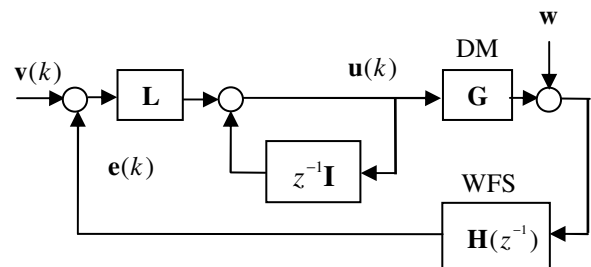 w
DM
v(k)
u(k)
L
G
e(k)
z⁻¹I
WFS
H(z⁻¹)